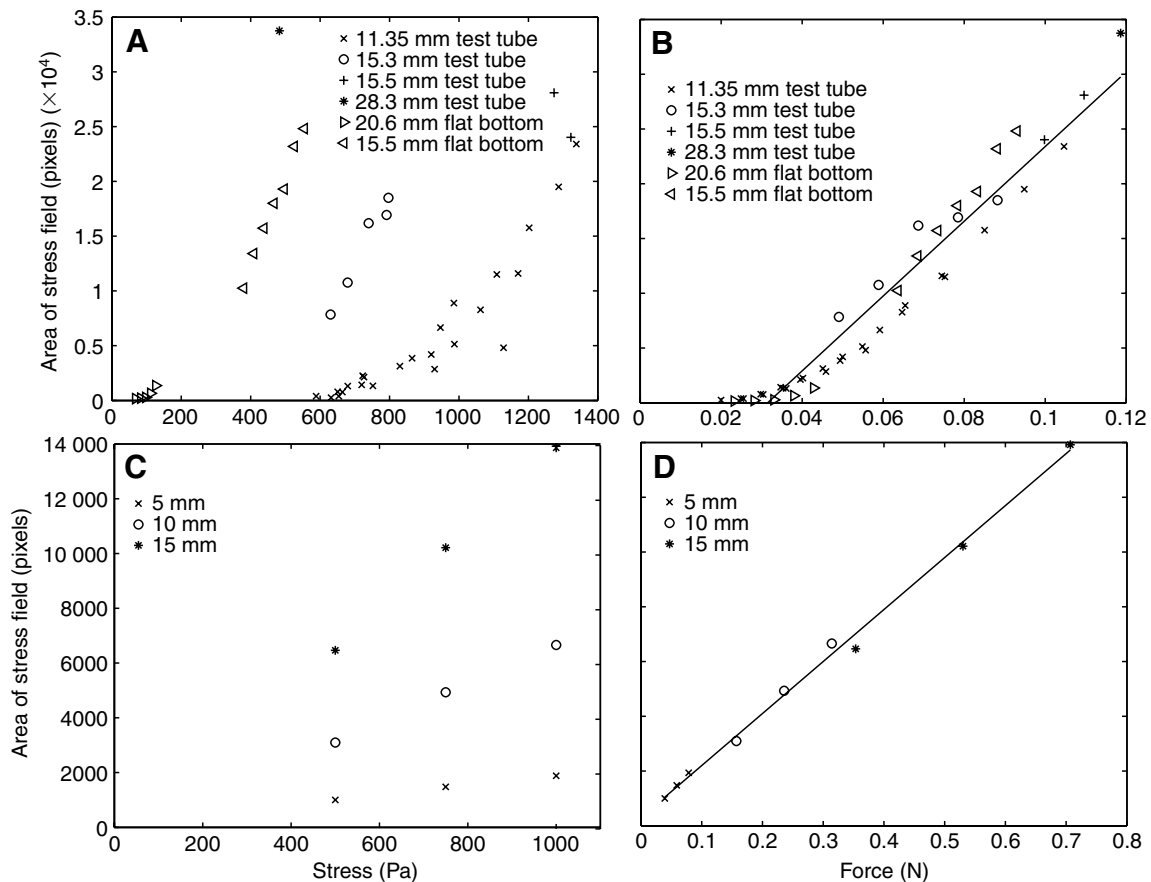 A
B
Area of stress field (pixels) (×10⁴)
3.5
3
2.5
2
1.5
1
0.5
0
11.35 mm test tube
15.3 mm test tube
15.5 mm test tube
28.3 mm test tube
20.6 mm flat bottom
15.5 mm flat bottom
0 200 400 600 800 1000 1200 1400
11.35 mm test tube
15.3 mm test tube
15.5 mm test tube
28.3 mm test tube
20.6 mm flat bottom
15.5 mm flat bottom
0 0.02 0.04 0.06 0.08 0.1 0.12
C
D
Area of stress field (pixels)
14 000
12 000
10 000
8000
6000
4000
2000
0
5 mm
10 mm
15 mm
0 200 400 600 800 1000
Stress (Pa)
5 mm
10 mm
15 mm
0 0.1 0.2 0.3 0.4 0.5 0.6 0.7 0.8
Force (N)